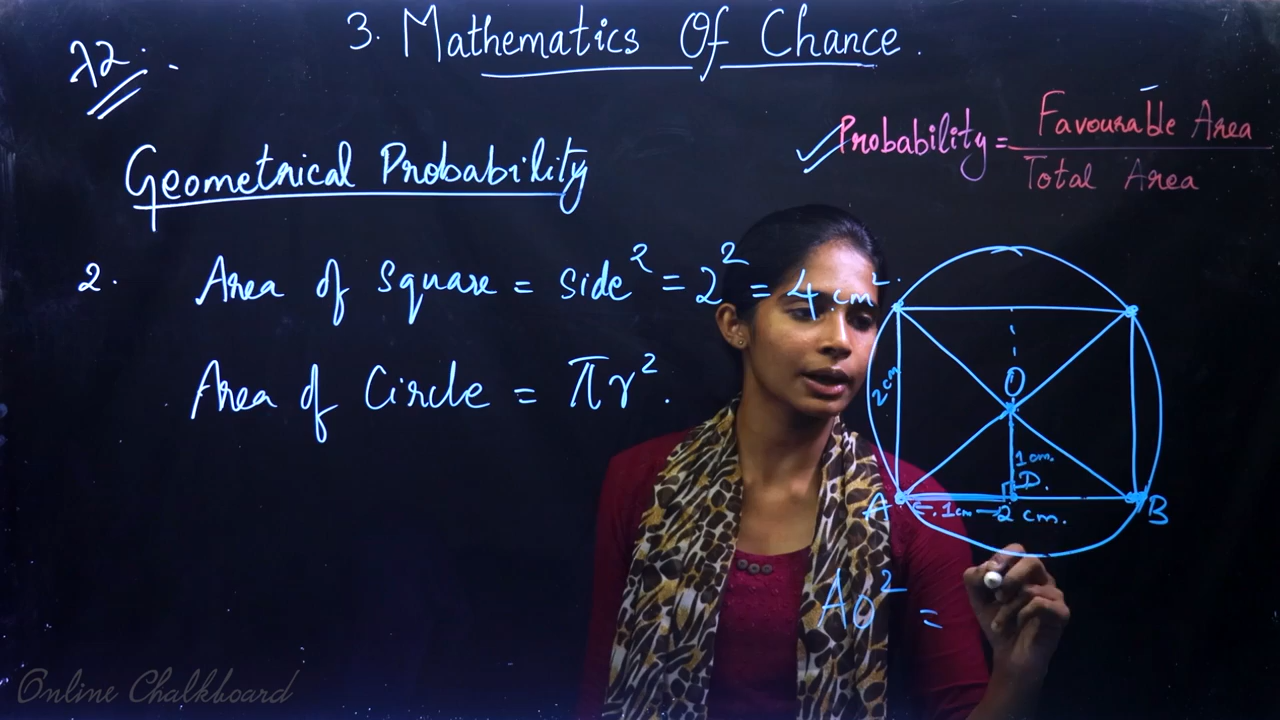 3. Mathematics Of Chance.
72.
Probability = Favourable Area / Total Area
Geometrical Probability
2. Area of square = side² = 2² = 4 cm².
Area of Circle = πr².
O
2cm
1cm.
D.
A
1cm
2 cm.
B
AO² =
Online Chalkboard